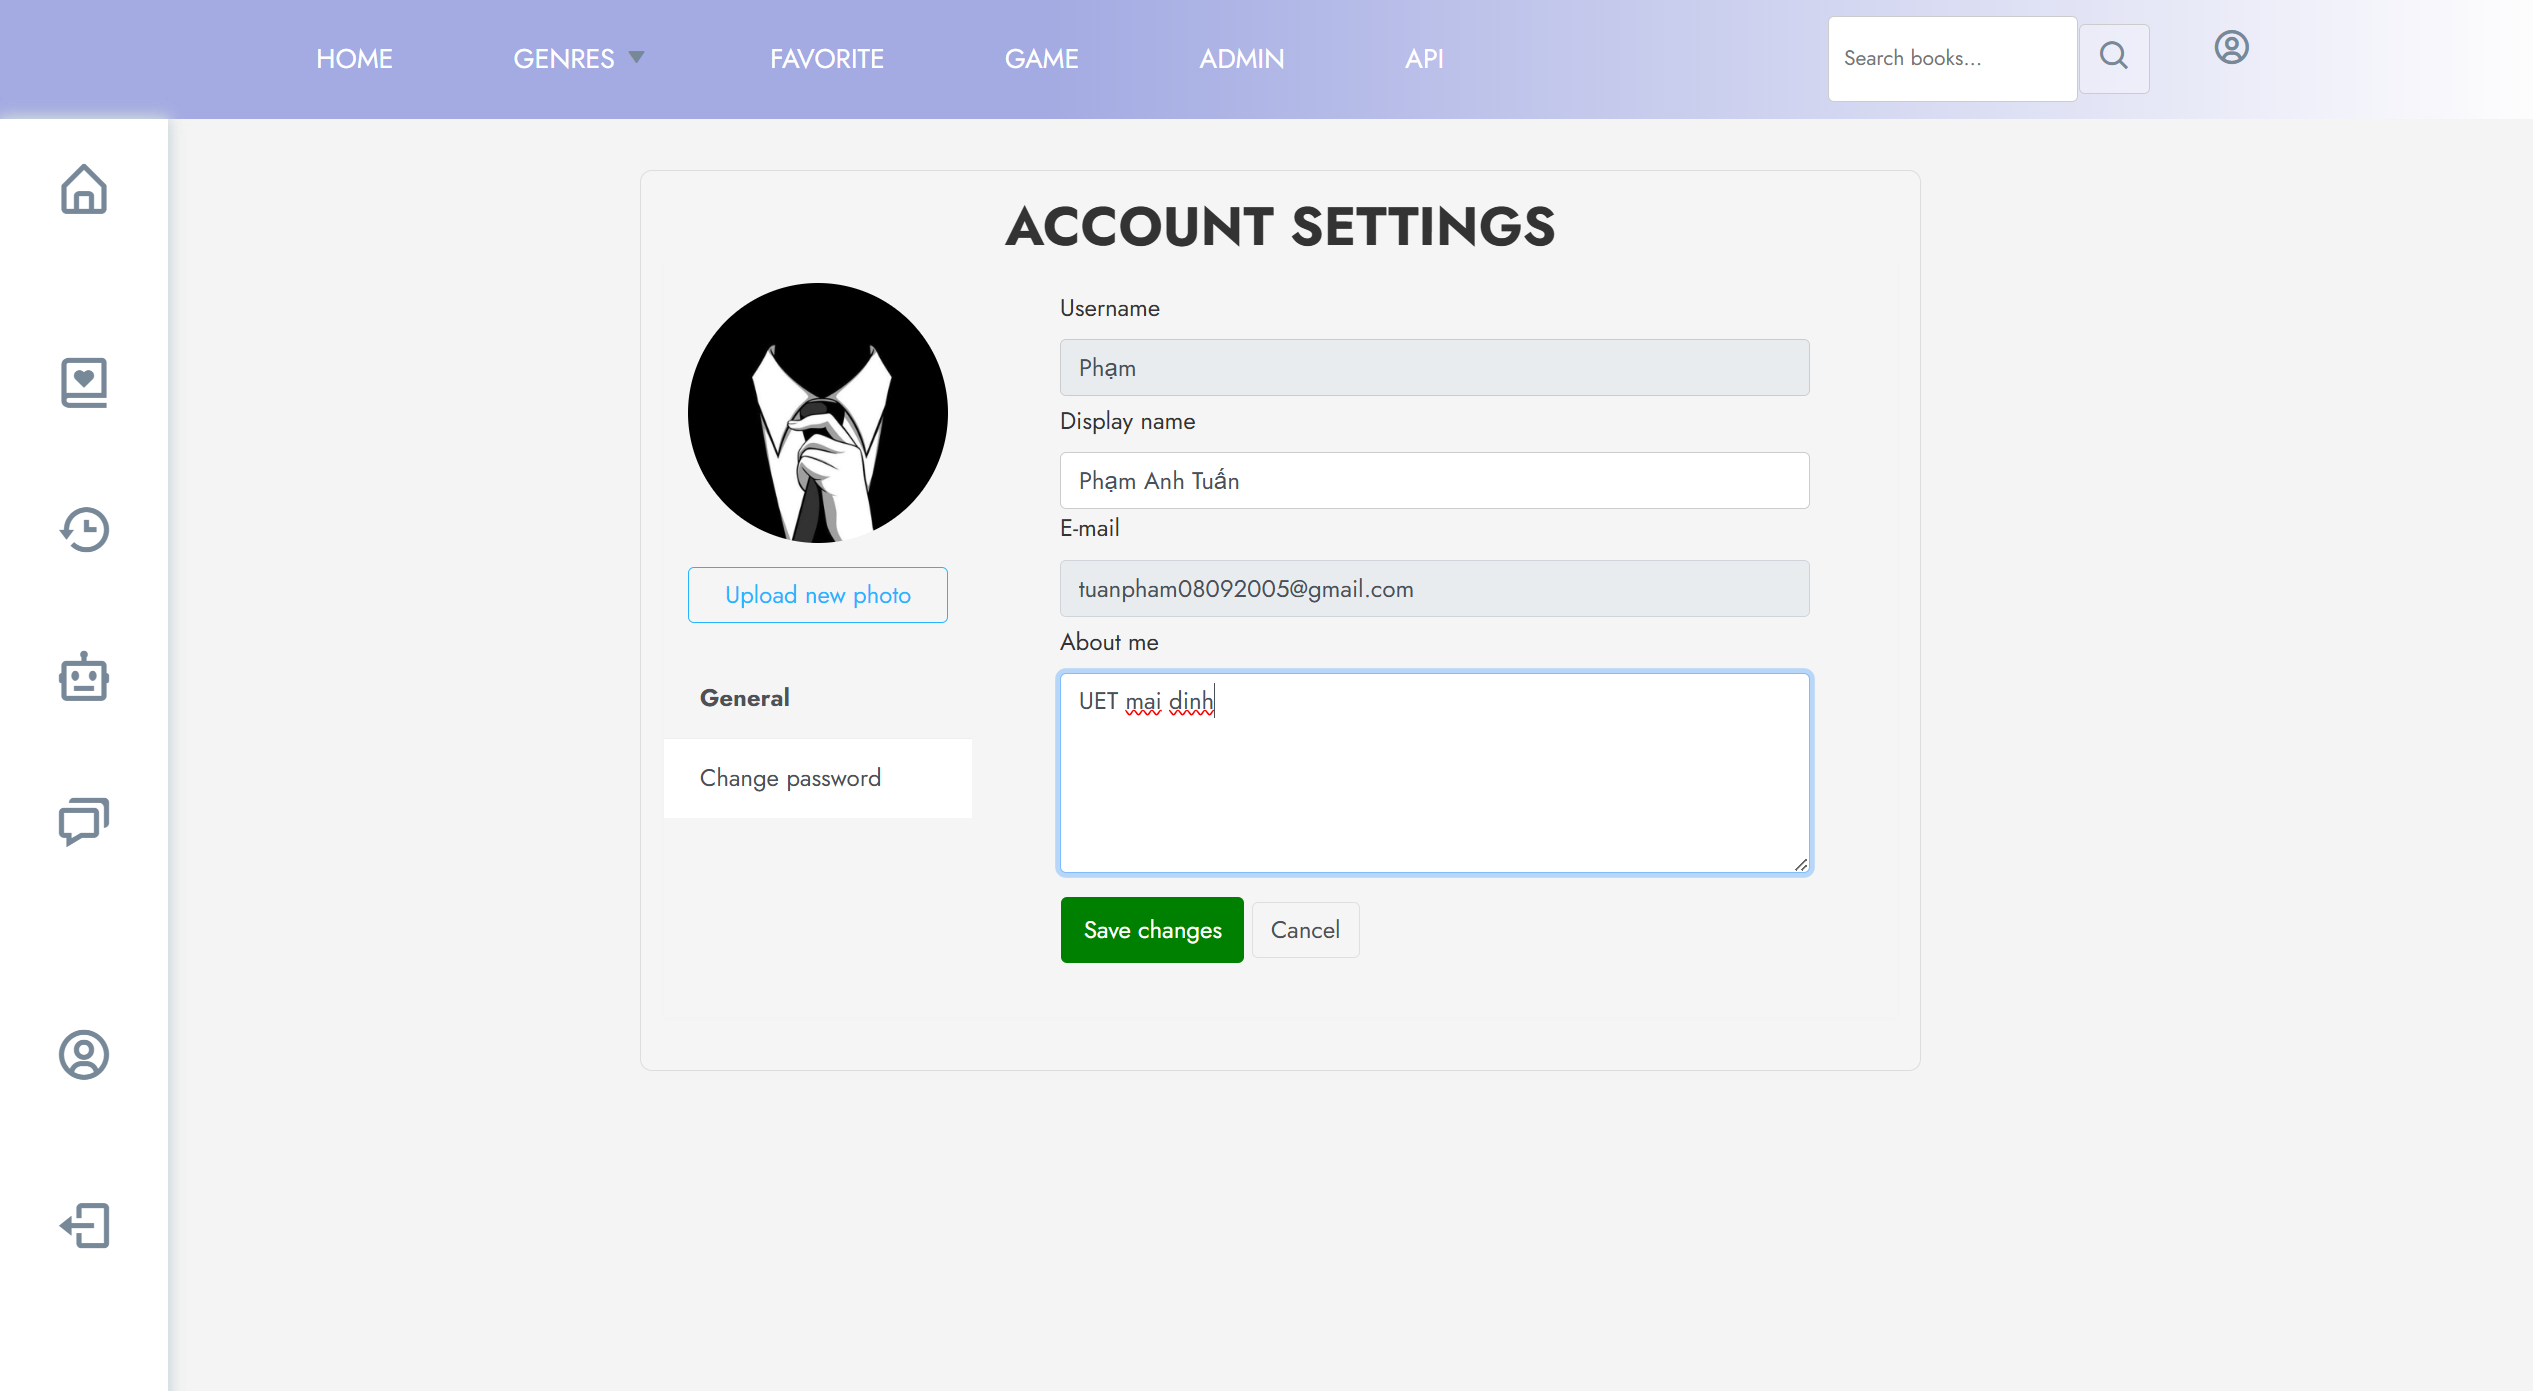 HOME GENRES FAVORITE GAME ADMIN API Search books...
ACCOUNT SETTINGS
Username
Phạm
Display name
Phạm Anh Tuấn
E-mail
tuanpham08092005@gmail.com
Upload new photo
About me
UET mai dinh
General
Change password
Save changes Cancel